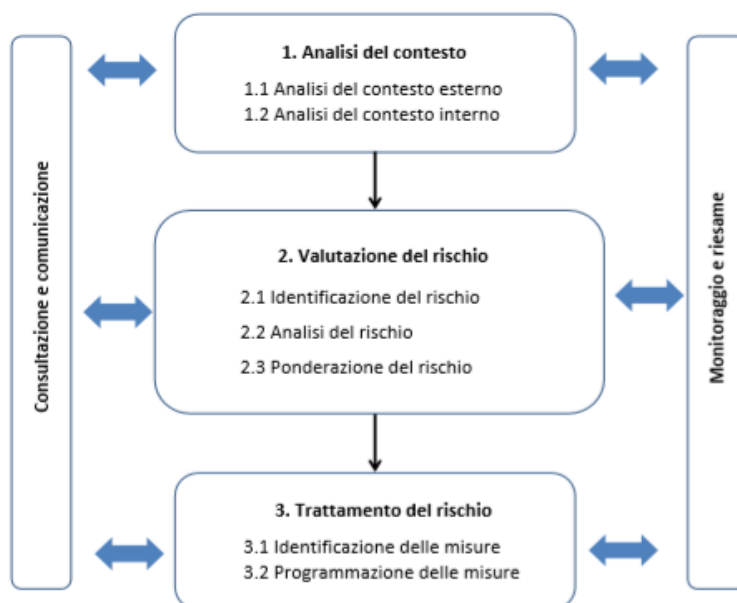 Consultazione e comunicazione
1. Analisi del contesto
1.1 Analisi del contesto esterno
1.2 Analisi del contesto interno
2. Valutazione del rischio
2.1 Identificazione del rischio
2.2 Analisi del rischio
2.3 Ponderazione del rischio
3. Trattamento del rischio
3.1 Identificazione delle misure
3.2 Programmazione delle misure
Monitoraggio e riesame